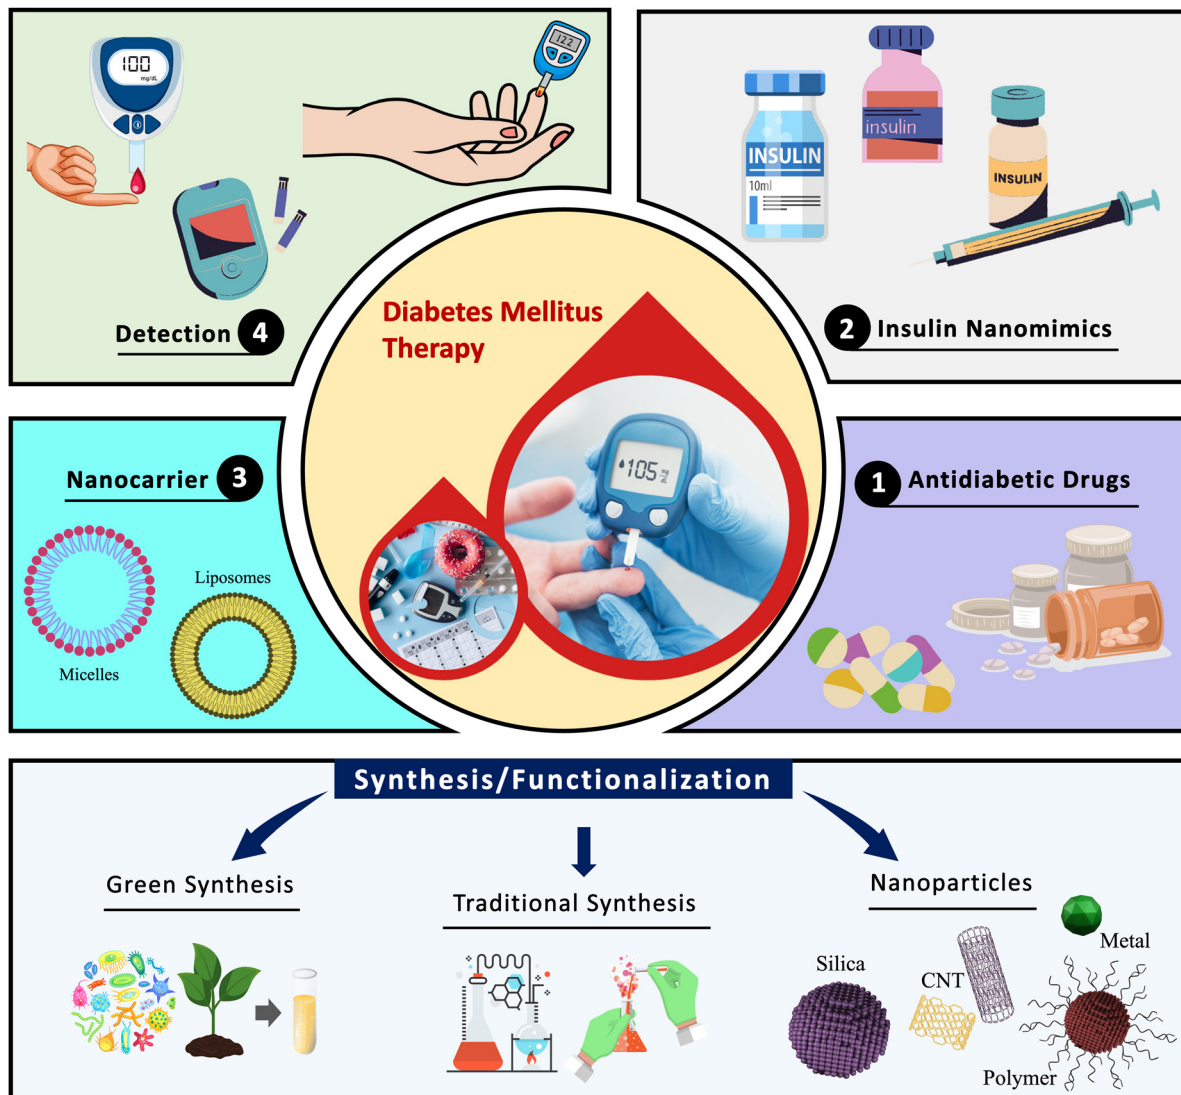 100
mg/dL
122
Detection 4
INSULIN
10ml
insulin
INSULIN
2 Insulin Nanomimics
Diabetes Mellitus
Therapy
105
Nanocarrier 3
Micelles
Liposomes
1 Antidiabetic Drugs
Synthesis/Functionalization
Green Synthesis
Traditional Synthesis
Nanoparticles
Silica
CNT
Metal
Polymer